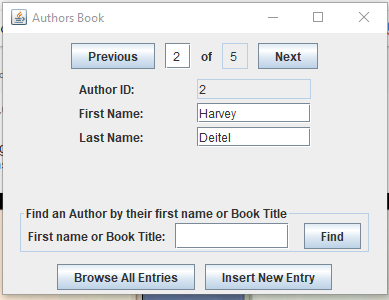 Authors Book
Previous 2 of 5 Next
Author ID: 2
First Name: Harvey
Last Name: Deitel
Find an Author by their first name or Book Title
First name or Book Title: Find
Browse All Entries Insert New Entry